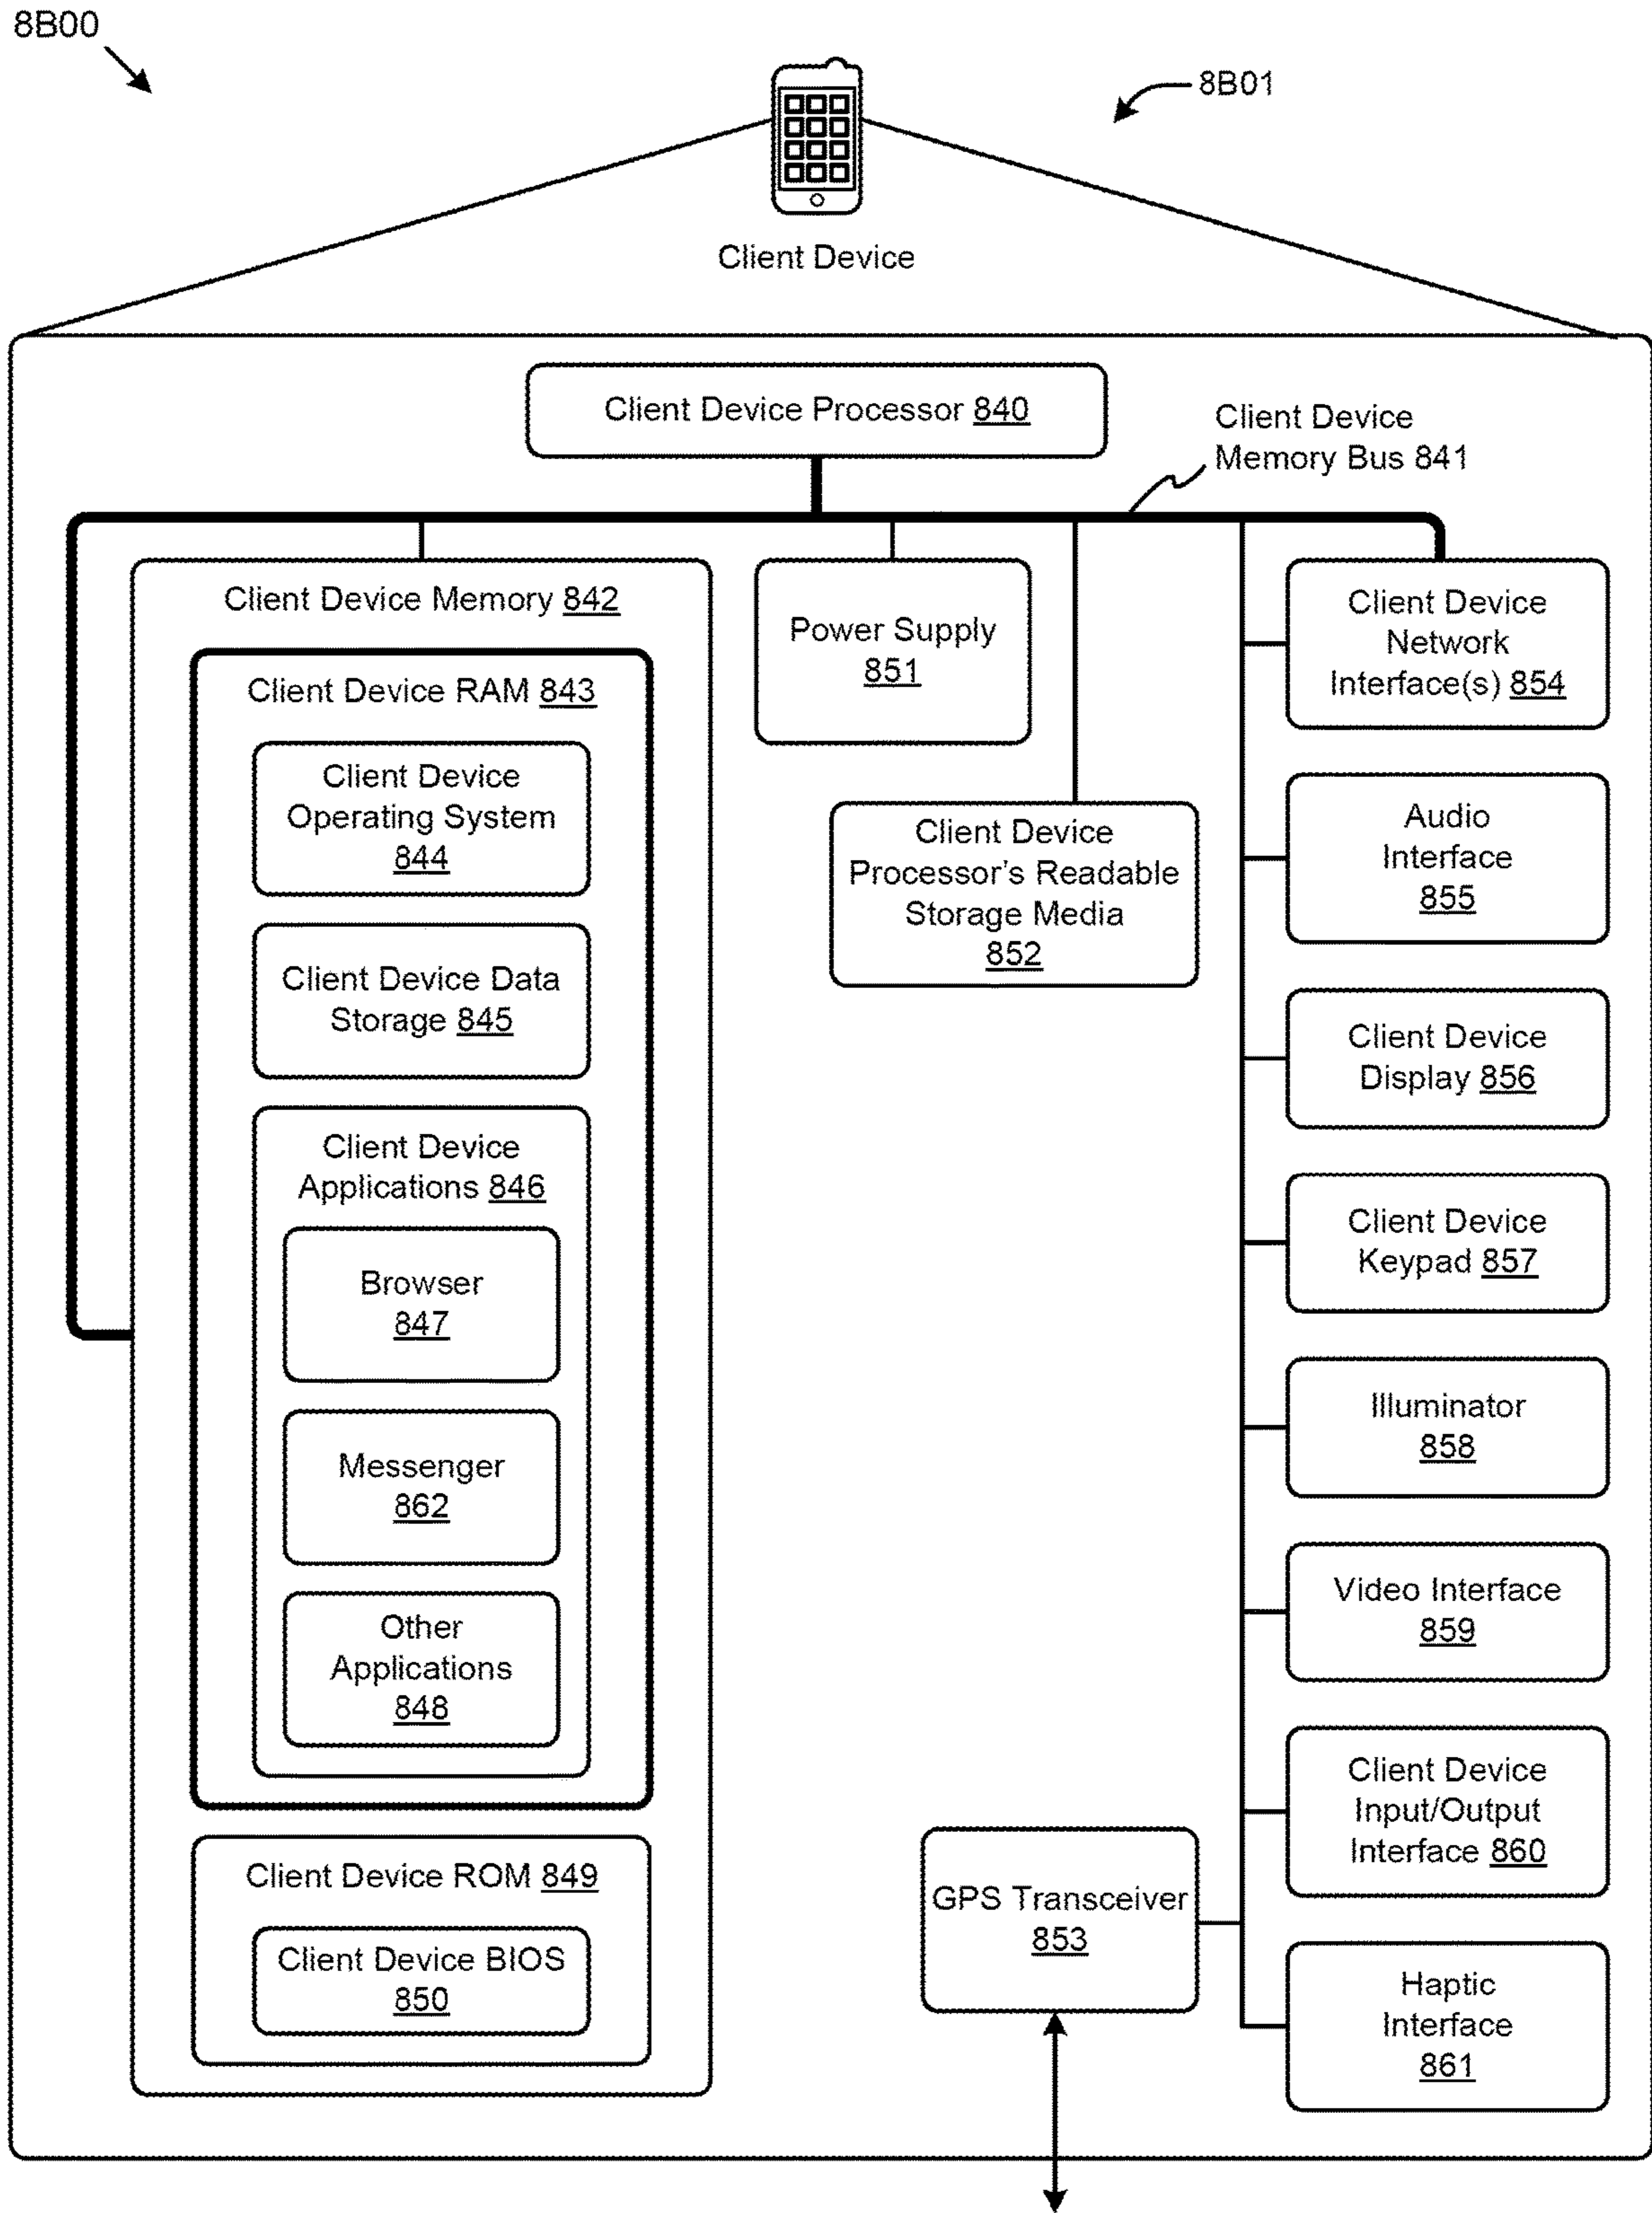 8B00
8B01
Client Device
Client Device Processor 840
Client Device
Memory Bus 841
Client Device Memory 842
Client Device RAM 843
Client Device
Operating System
844
Client Device Data
Storage 845
Client Device
Applications 846
Browser
847
Messenger
862
Other
Applications
848
Client Device ROM 849
Client Device BIOS
850
Power Supply
851
Client Device
Processor's Readable
Storage Media
852
GPS Transceiver
853
Client Device
Network
Interface(s) 854
Audio
Interface
855
Client Device
Display 856
Client Device
Keypad 857
Illuminator
858
Video Interface
859
Client Device
Input/Output
Interface 860
Haptic
Interface
861